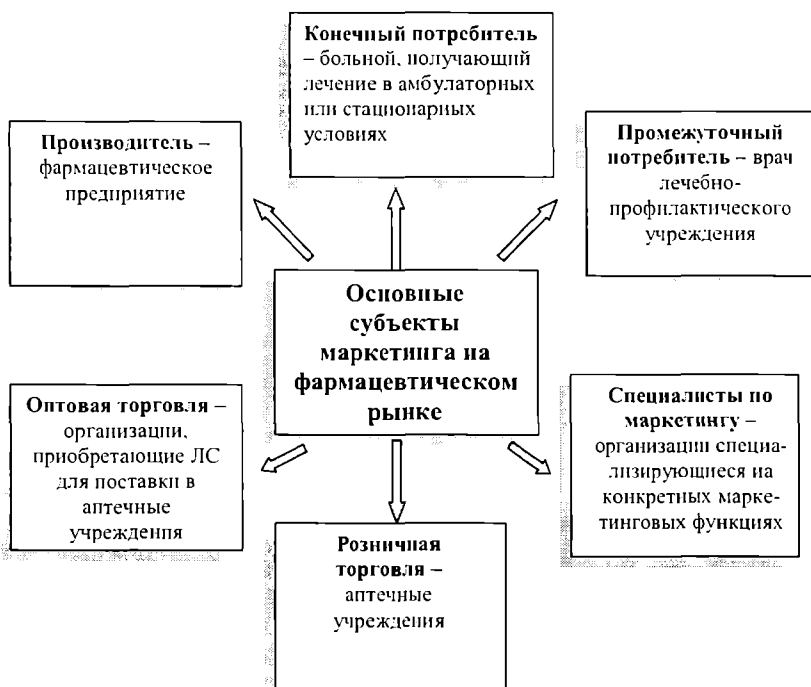 Конечный потребитель
– больной, получающий
лечение в амбулаторных
или стационарных
условиях
Производитель –
фармацевтическое
предприятие
Промежуточный
потребитель – врач
лечебно-
профилактического
учреждения
Основные
субъекты
маркетинга на
фармацевтическом
рынке
Оптовая торговля –
организации,
приобретающие ЛС
для поставки в
аптечные
учреждения
Специалисты по
маркетингу –
организации специа-
лизирующиеся на
конкретных марке-
тинговых функциях
Розничная
торговля –
аптечные
учреждения